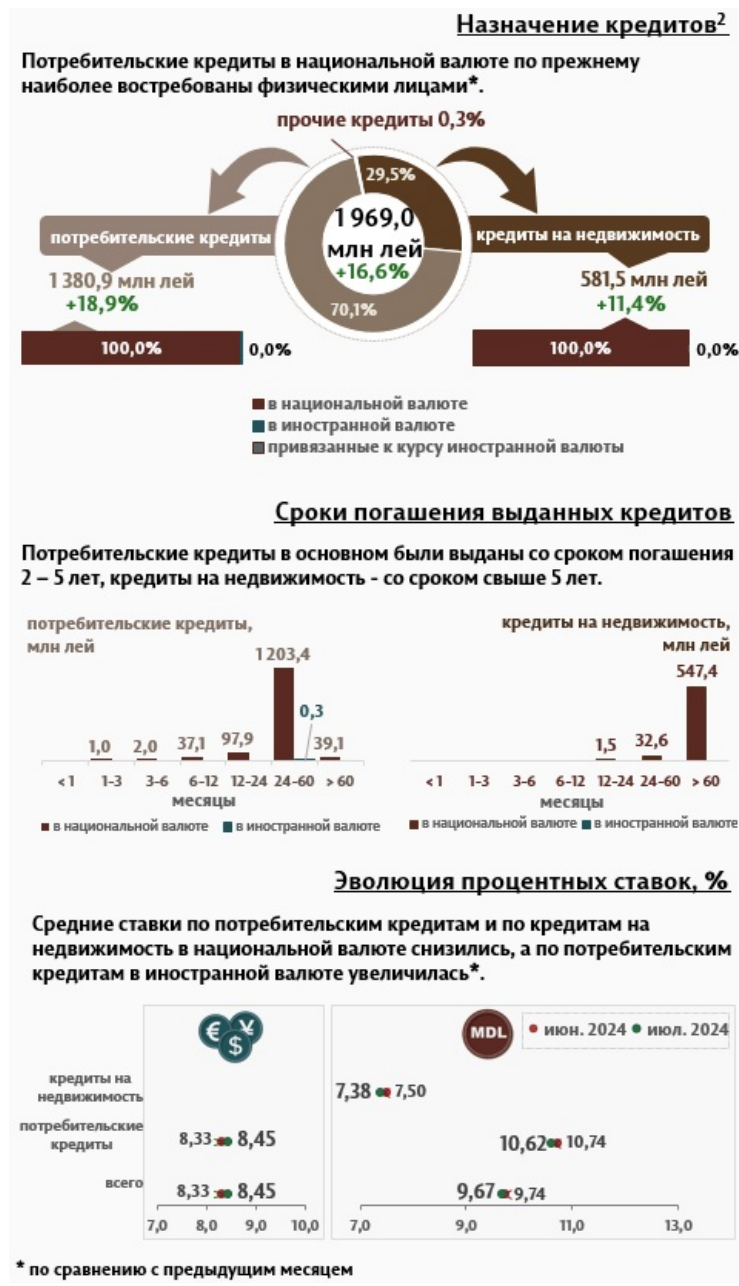 Назначение кредитов²
Потребительские кредиты в национальной валюте по прежнему
наиболее востребованы физическими лицами*.
прочие кредиты 0,3%
29,5%
1 969,0
млн лей
+16,6%
70,1%
потребительские кредиты
1 380,9 млн лей
+18,9%
100,0%
0,0%
кредиты на недвижимость
581,5 млн лей
+11,4%
100,0%
0,0%
в национальной валюте
в иностранной валюте
привязанные к курсу иностранной валюты
Сроки погашения выданных кредитов
Потребительские кредиты в основном были выданы со сроком погашения
2 – 5 лет, кредиты на недвижимость - со сроком свыше 5 лет.
потребительские кредиты,
млн лей
1,0 2,0 37,1 97,9 1 203,4 0,3 39,1
< 1 1-3 3-6 6-12 12-24 24-60 > 60
месяцы
в национальной валюте в иностранной валюте
кредиты на недвижимость,
млн лей
1,5 32,6 547,4
< 1 1-3 3-6 6-12 12-24 24-60 > 60
месяцы
в национальной валюте в иностранной валюте
Эволюция процентных ставок, %
Средние ставки по потребительским кредитам и по кредитам на
недвижимость в национальной валюте снизились, а по потребительским
кредитам в иностранной валюте увеличилась*.
€ ¥ $
MDL
июн. 2024 июл. 2024
кредиты на
недвижимость
7,38 7,50
потребительские
кредиты
8,33 8,45
10,62 10,74
всего
8,33 8,45
9,67 9,74
7,0 8,0 9,0 10,0
7,0 9,0 11,0 13,0
* по сравнению с предыдущим месяцем